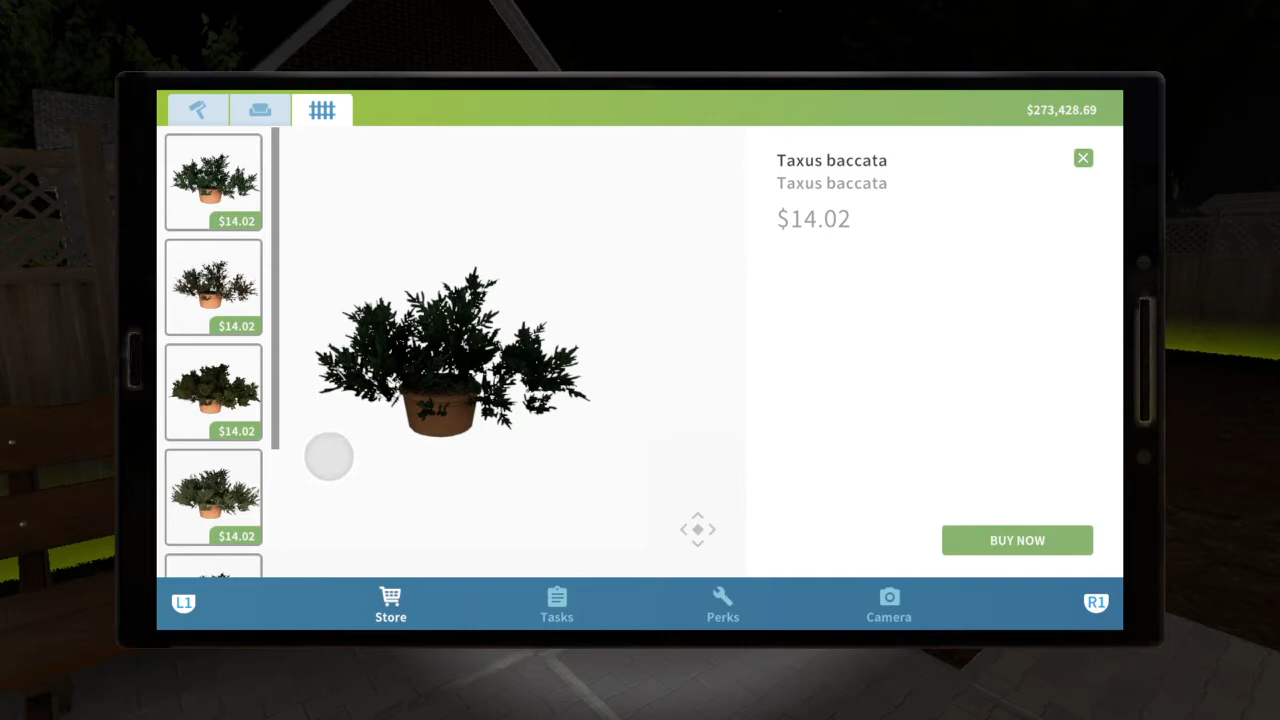 $273,428.69
$14.02
$14.02
$14.02
$14.02
Taxus baccata
Taxus baccata
$14.02
BUY NOW
L1
Store
Tasks
Perks
Camera
R1